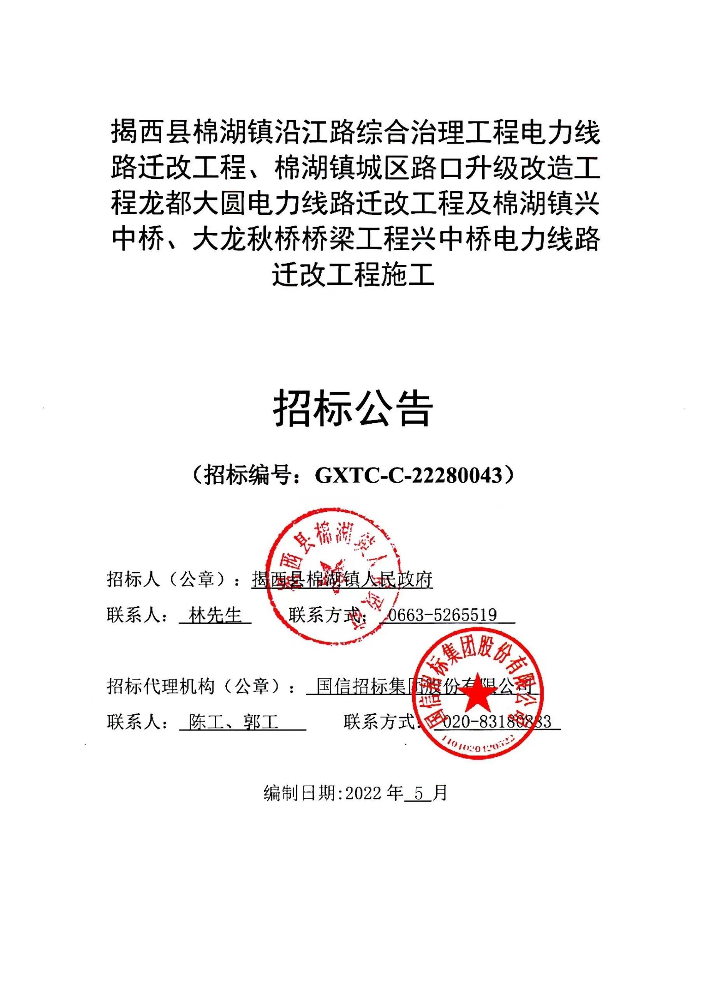 揭西县棉湖镇沿江路综合治理工程电力线
路迁改工程、棉湖镇城区路口升级改造工
程龙都大圆电力线路迁改工程及棉湖镇兴
中桥、大龙秋桥桥梁工程兴中桥电力线路
迁改工程施工
招标公告
（招标编号：GXTC-C-22280043）
招标人（公章）：揭西县棉湖镇人民政府
联系人： 林先生 联系方式： 0663-5265519
招标代理机构（公章）： 国信招标集团股份有限公司
联系人： 陈工、郭工 联系方式： 020-83180883
编制日期:2022 年 5 月
揭西县棉湖镇人民政府
国信招标集团股份有限公司